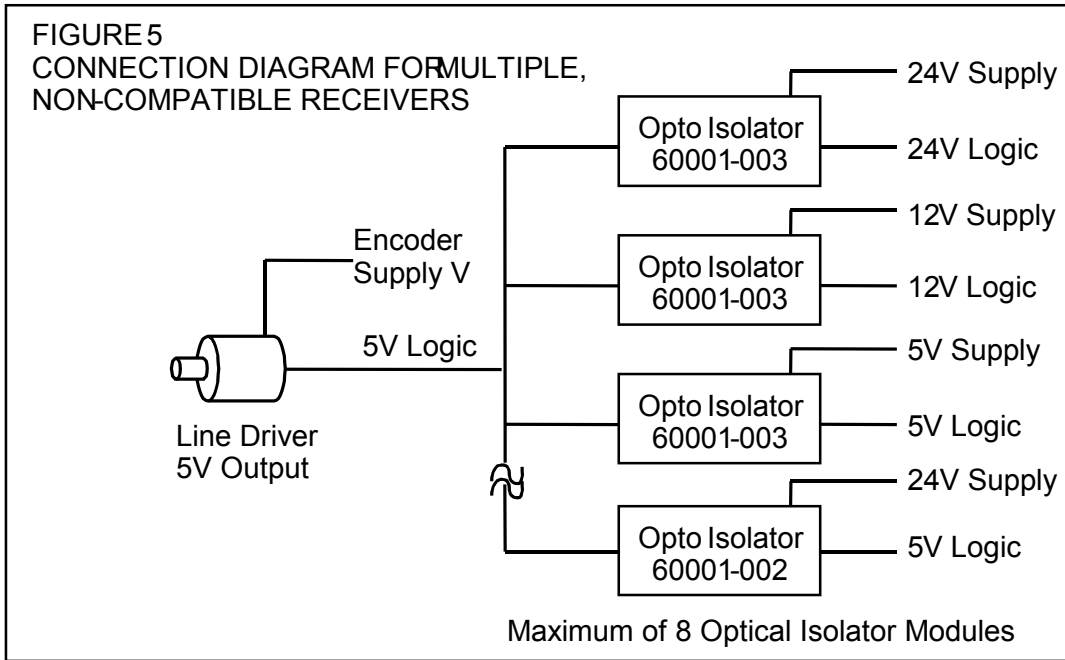 FIGURE 5
CONNECTION DIAGRAM FOR MULTIPLE,
NON-COMPATIBLE RECEIVERS
24V Supply
Opto Isolator
60001-003
24V Logic
12V Supply
Encoder
Supply V
Opto Isolator
60001-003
12V Logic
5V Logic
5V Supply
Opto Isolator
60001-003
5V Logic
Line Driver
5V Output
24V Supply
Opto Isolator
60001-002
5V Logic
Maximum of 8 Optical Isolator Modules